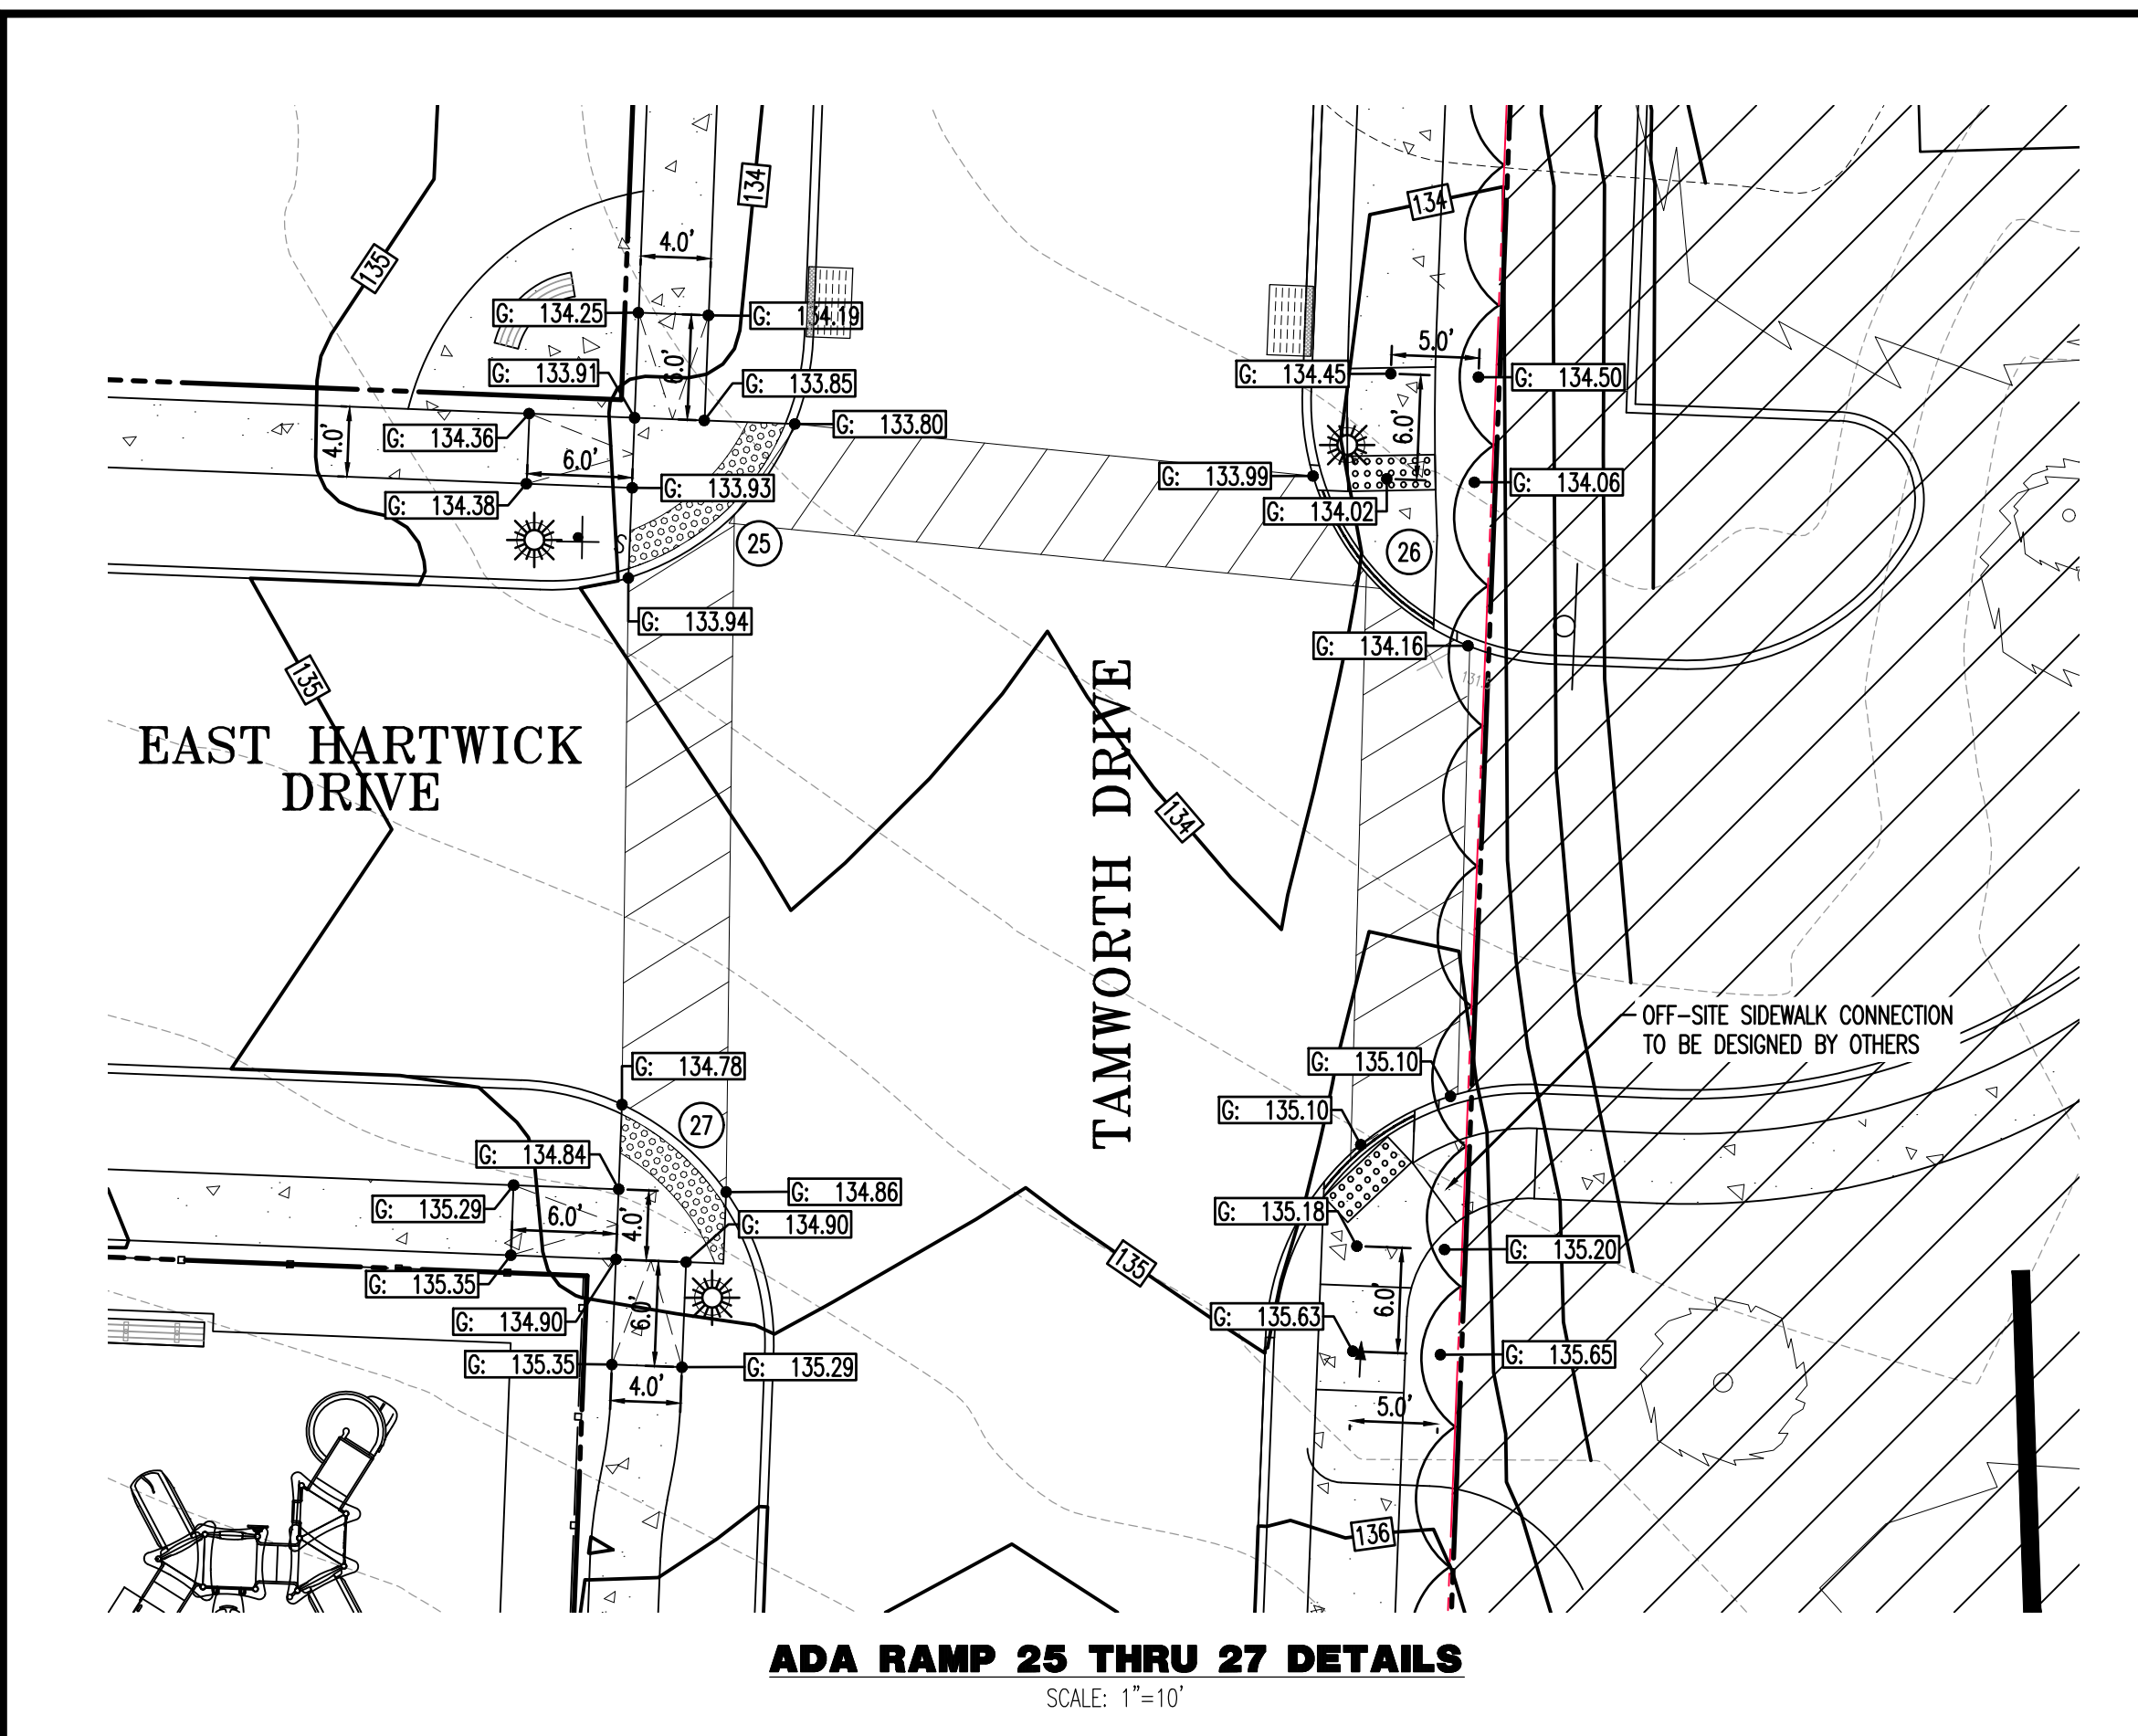 134
4.0'
134
135
G: 134.25
G: 134.19
5.0'
G: 133.91
6.0'
G: 133.85
G: 134.45
G: 134.50
4.0'
G: 134.36
G: 133.80
6.0'
6.0'
G: 133.99
G: 134.06
G: 134.38
G: 133.93
G: 134.02
S
25
26
G: 133.94
G: 134.16
135
131.
EAST HARTWICK
DRIVE
TAMWORTH DRIVE
134
OFF-SITE SIDEWALK CONNECTION
TO BE DESIGNED BY OTHERS
G: 134.78
G: 135.10
27
G: 135.10
G: 134.84
G: 134.86
G: 135.29
6.0'
4.0'
G: 134.90
G: 135.18
G: 135.20
135
G: 135.35
G: 134.90
6.0'
G: 135.63
6.0'
G: 135.35
G: 135.29
G: 135.65
4.0'
5.0'
136
ADA RAMP 25 THRU 27 DETAILS
SCALE: 1"=10'